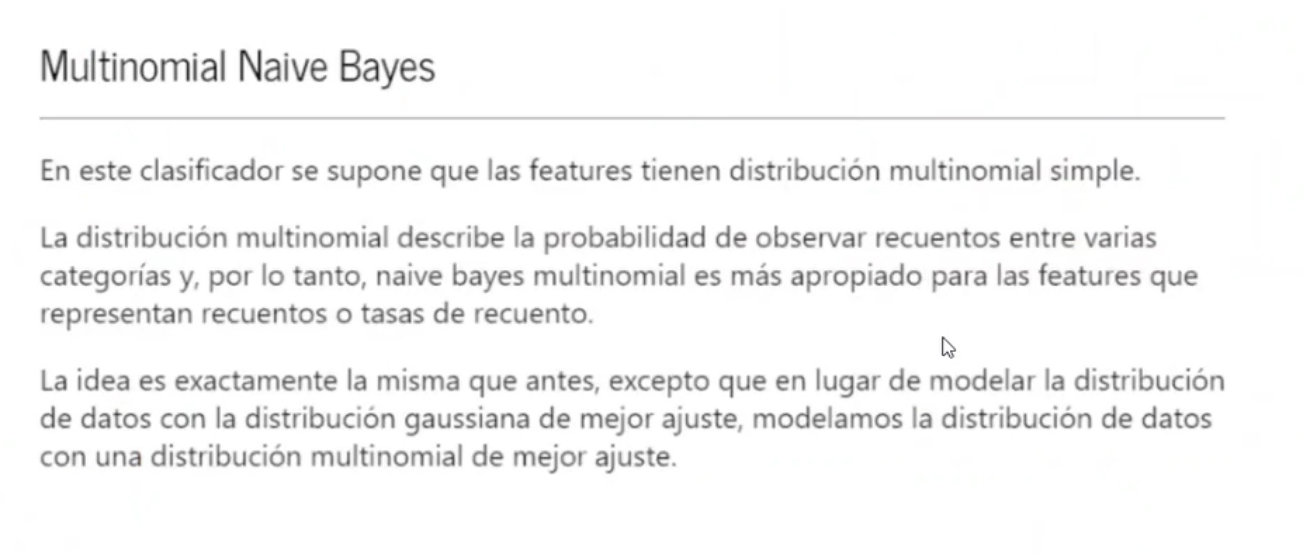 Multinomial Naive Bayes
En este clasificador se supone que las features tienen distribución multinomial simple.
La distribución multinomial describe la probabilidad de observar recuentos entre varias
categorías y, por lo tanto, naive bayes multinomial es más apropiado para las features que
representan recuentos o tasas de recuento.
La idea es exactamente la misma que antes, excepto que en lugar de modelar la distribución
de datos con la distribución gaussiana de mejor ajuste, modelamos la distribución de datos
con una distribución multinomial de mejor ajuste.